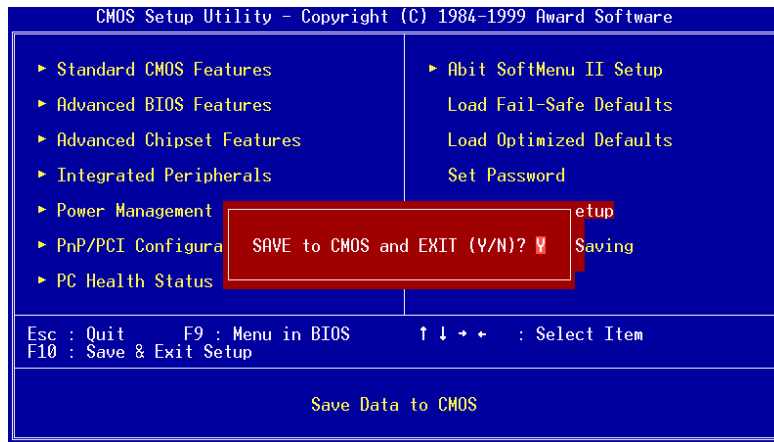 CMOS Setup Utility - Copyright (C) 1984-1999 Award Software
► Standard CMOS Features
► Advanced BIOS Features
► Advanced Chipset Features
► Integrated Peripherals
► Power Management
► PnP/PCI Configura
► PC Health Status
► Abit SoftMenu II Setup
Load Fail-Safe Defaults
Load Optimized Defaults
Set Password
etup
Saving
SAVE to CMOS and EXIT (Y/N)? Y
Esc : Quit F9 : Menu in BIOS ↑ ↓ → ← : Select Item
F10 : Save & Exit Setup
Save Data to CMOS